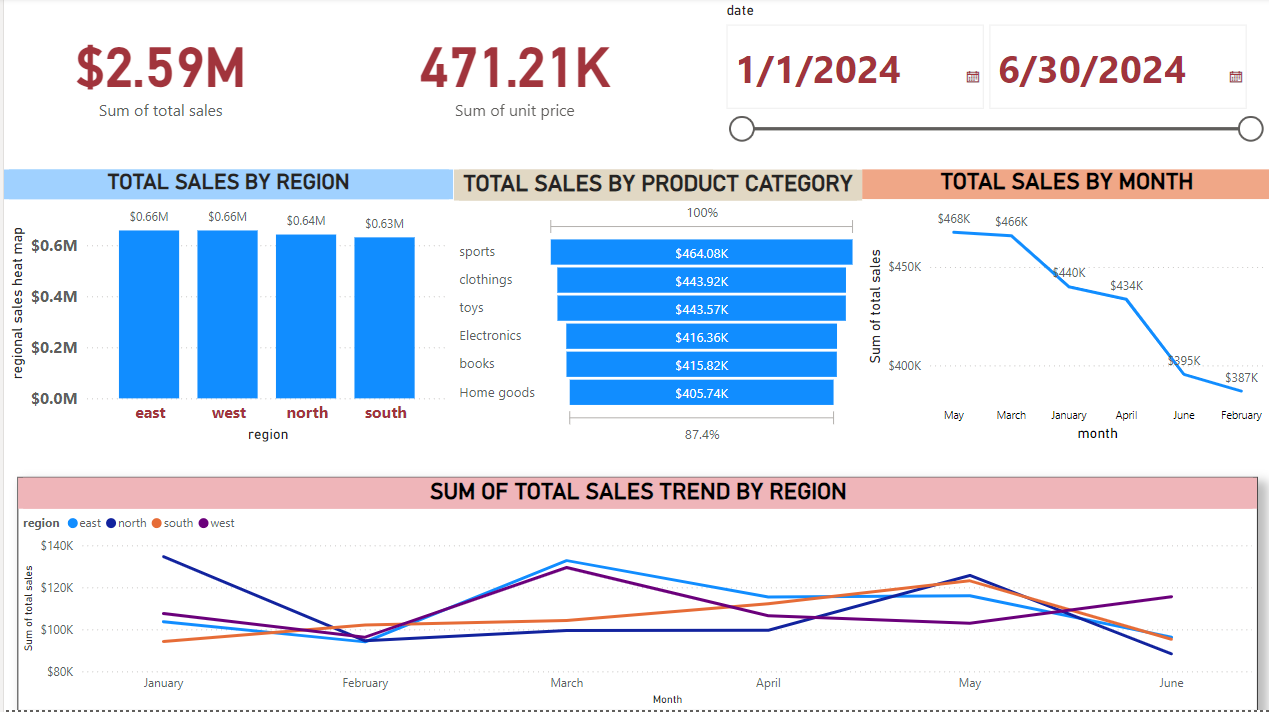 date
$2.59M
Sum of total sales
471.21K
Sum of unit price
1/1/2024
6/30/2024
TOTAL SALES BY REGION
regional sales heat map
$0.6M
$0.4M
$0.2M
$0.0M
$0.66M
$0.66M
$0.64M
$0.63M
east
west
north
south
region
TOTAL SALES BY PRODUCT CATEGORY
100%
sports
$464.08K
clothings
$443.92K
toys
$443.57K
Electronics
$416.36K
books
$415.82K
Home goods
$405.74K
87.4%
TOTAL SALES BY MONTH
Sum of total sales
$450K
$400K
$468K
$466K
$440K
$434K
$395K
$387K
May
March
January
April
June
February
month
SUM OF TOTAL SALES TREND BY REGION
region east north south west
Sum of total sales
$140K
$120K
$100K
$80K
January
February
March
April
May
June
Month